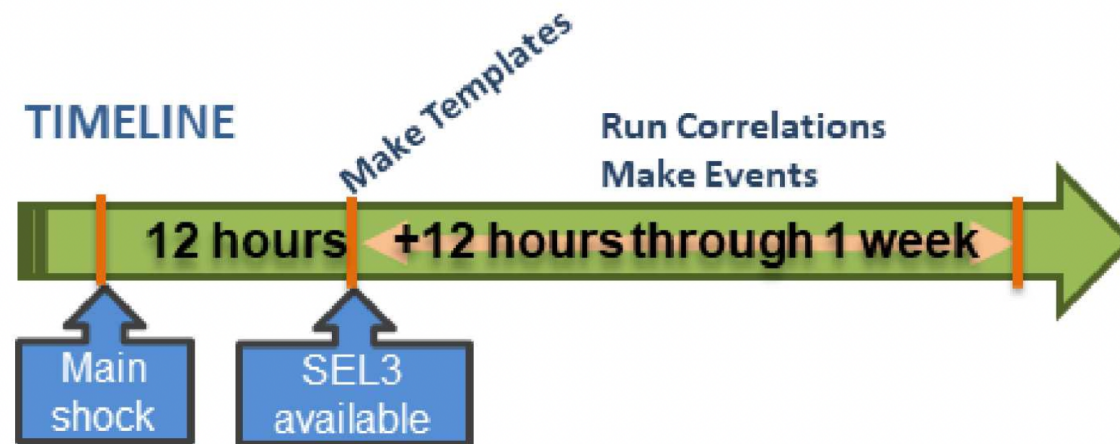 TIMELINE
Make Templates
Run Correlations
Make Events
12 hours
+12 hours through 1 week
Main
shock
SEL3
available